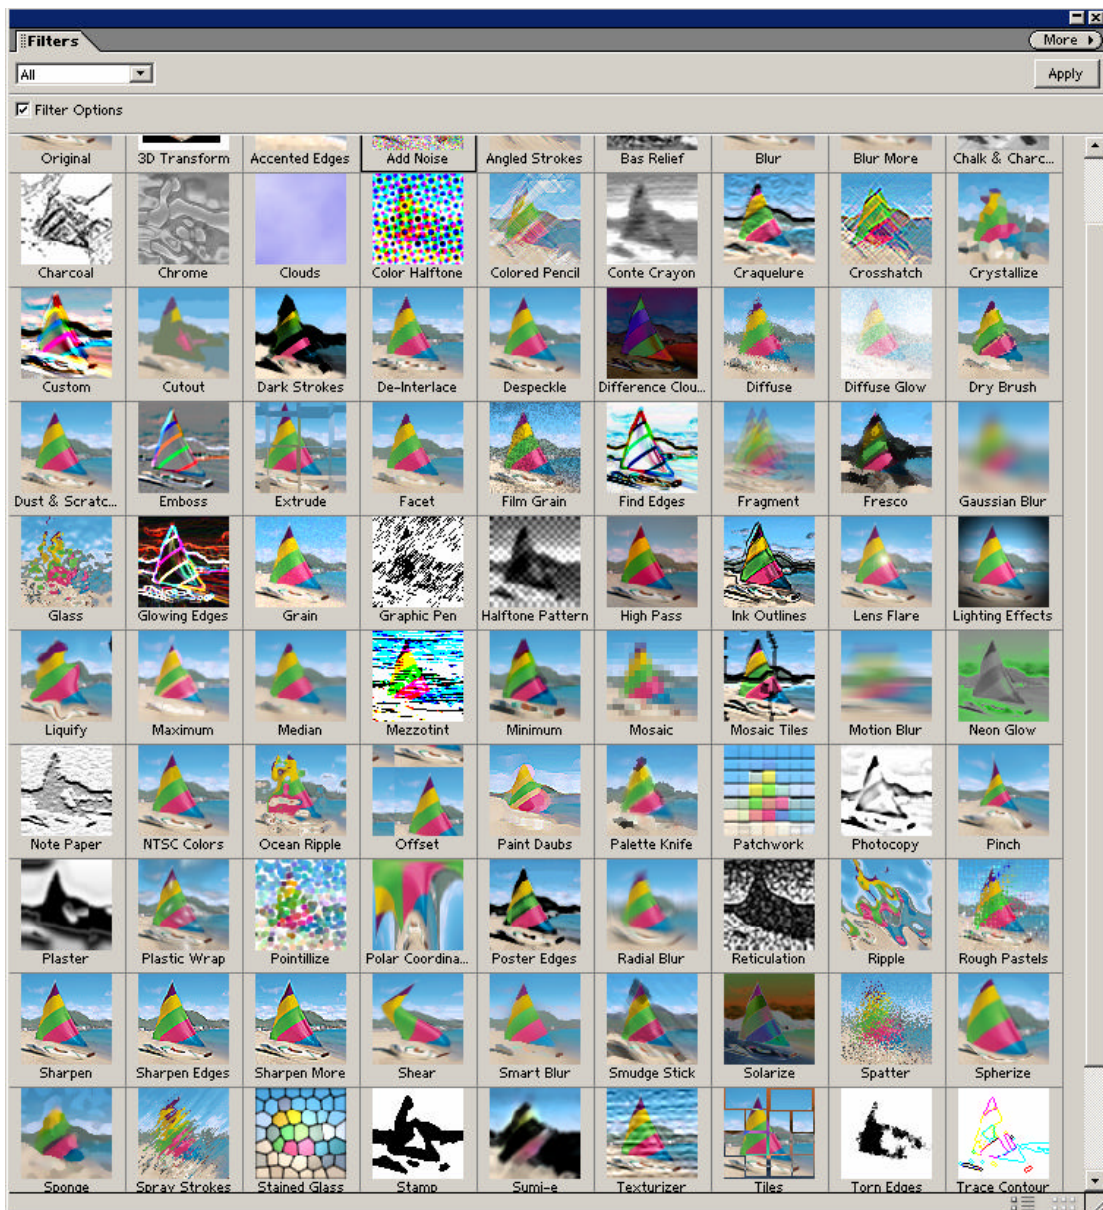 Filters
More
All
Apply
Filter Options
Original 3D Transform Accented Edges Add Noise Angled Strokes Bas Relief Blur Blur More Chalk & Charc...
Charcoal Chrome Clouds Color Halftone Colored Pencil Conte Crayon Craquelure Crosshatch Crystallize
Custom Cutout Dark Strokes De-Interlace Despeckle Difference Clou... Diffuse Diffuse Glow Dry Brush
Dust & Scratc... Emboss Extrude Facet Film Grain Find Edges Fragment Fresco Gaussian Blur
Glass Glowing Edges Grain Graphic Pen Halftone Pattern High Pass Ink Outlines Lens Flare Lighting Effects
Liquify Maximum Median Mezzotint Minimum Mosaic Mosaic Tiles Motion Blur Neon Glow
Note Paper NTSC Colors Ocean Ripple Offset Paint Daubs Palette Knife Patchwork Photocopy Pinch
Plaster Plastic Wrap Pointillize Polar Coordina... Poster Edges Radial Blur Reticulation Ripple Rough Pastels
Sharpen Sharpen Edges Sharpen More Shear Smart Blur Smudge Stick Solarize Spatter Spherize
Sponge Spray Strokes Stained Glass Stamp Sumi-e Texturizer Tiles Torn Edges Trace Contour